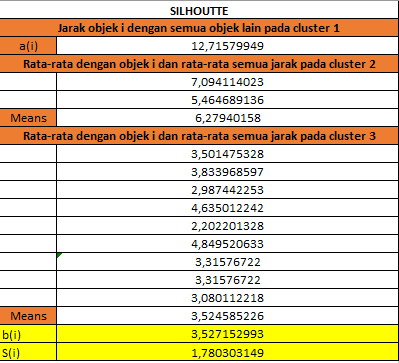 SILHOUTTE
Jarak objek i dengan semua objek lain pada cluster 1
a(i) 12,71579949
Rata-rata dengan objek i dan rata-rata semua jarak pada cluster 2
7,094114023
5,464689136
Means 6,27940158
Rata-rata dengan objek i dan rata-rata semua jarak pada cluster 3
3,501475328
3,833968597
2,987442253
4,635012242
2,202201328
4,849520633
3,31576722
3,31576722
3,080112218
Means 3,524585226
b(i) 3,527152993
S(i) 1,780303149